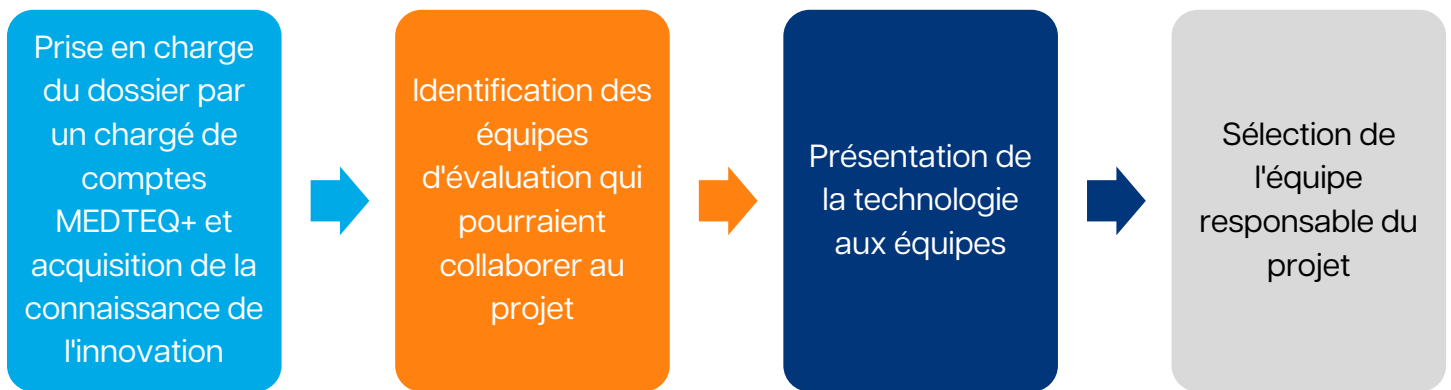 Prise en charge
du dossier par
un chargé de
comptes
MEDTEQ+ et
acquisition de la
connaissance de
l'innovation
Identification des
équipes
d'évaluation qui
pourraient
collaborer au
projet
Présentation de
la technologie
aux équipes
Sélection de
l'équipe
responsable du
projet